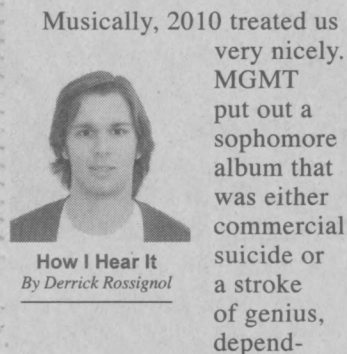 Musically, 2010 treated us
very nicely.
MGMT
put out a
sophomore
album that
was either
commercial
suicide or
a stroke
of genius,
depend-
How I Hear It
By Derrick Rossignol